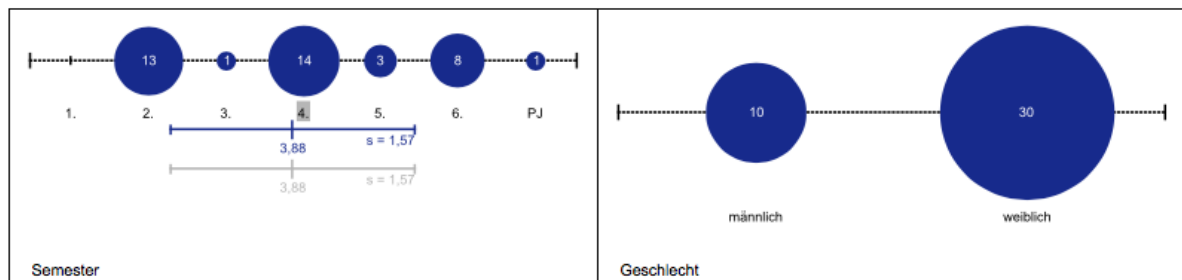 13 1 14 3 8 1
1. 2. 3. 4. 5. 6. PJ
3,88 s = 1,57
3,88 s = 1,57
Semester
10 30
männlich weiblich
Geschlecht